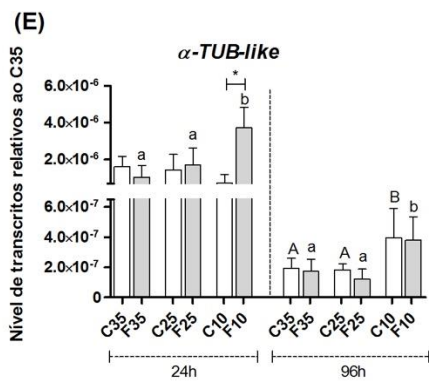 (E)
α-TUB-like
Nível de transcritos relativos ao C35
6.0×10⁻⁶
4.0×10⁻⁶
2.0×10⁻⁶
6.0×10⁻⁷
4.0×10⁻⁷
2.0×10⁻⁷
0
a a * b
A a A a B b
C35 F35 C25 F25 C10 F10 C35 F35 C25 F25 C10 F10
24h 96h